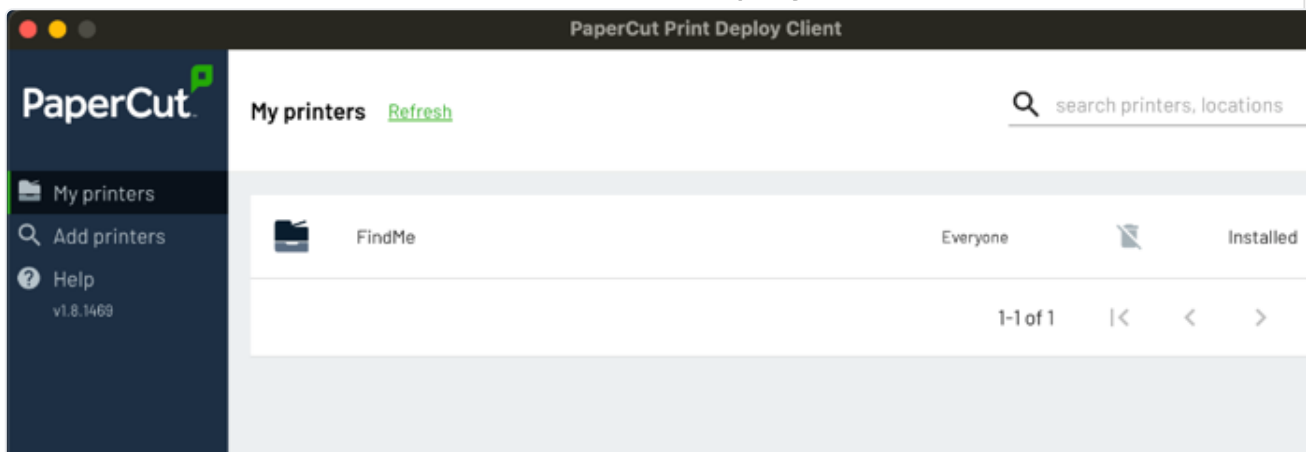 PaperCut Print Deploy Client
PaperCut
My printers Refresh
search printers, locations
My printers
Add printers
Help
v1.8.1469
FindMe Everyone Installed
1-1 of 1